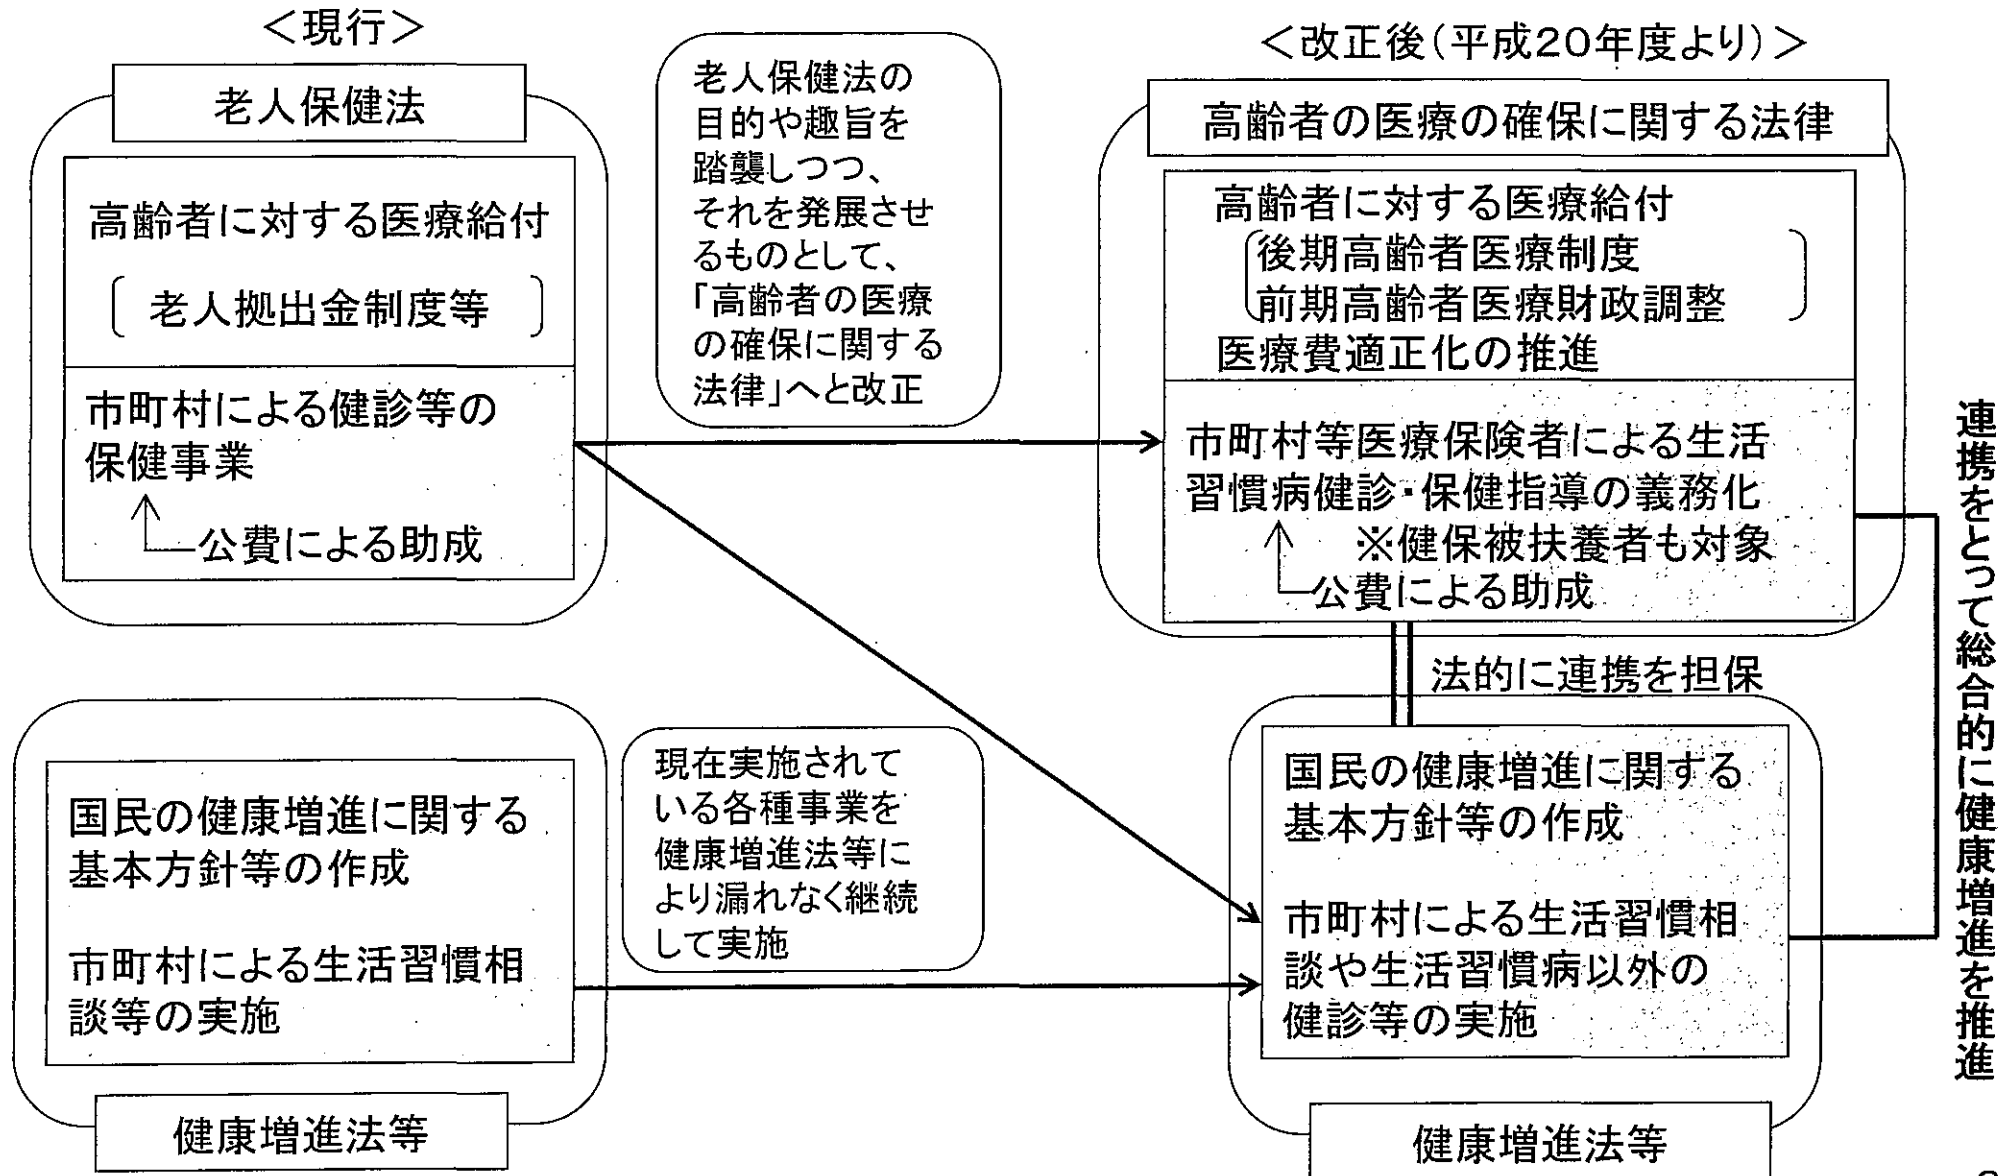 ＜現行＞
老人保健法
高齢者に対する医療給付
老人拠出金制度等
市町村による健診等の
保健事業
公費による助成
国民の健康増進に関する
基本方針等の作成
市町村による生活習慣相
談等の実施
健康増進法等
老人保健法の
目的や趣旨を
踏襲しつつ、
それを発展させ
るものとして、
「高齢者の医療
の確保に関する
法律」へと改正
現在実施されて
いる各種事業を
健康増進法等に
より漏れなく継続
して実施
＜改正後（平成２０年度より）＞
高齢者の医療の確保に関する法律
高齢者に対する医療給付
後期高齢者医療制度
前期高齢者医療財政調整
医療費適正化の推進
市町村等医療保険者による生活
習慣病健診・保健指導の義務化
※健保被扶養者も対象
公費による助成
法的に連携を担保
国民の健康増進に関する
基本方針等の作成
市町村による生活習慣相
談や生活習慣病以外の
健診等の実施
健康増進法等
連携をとって総合的に健康増進を推進